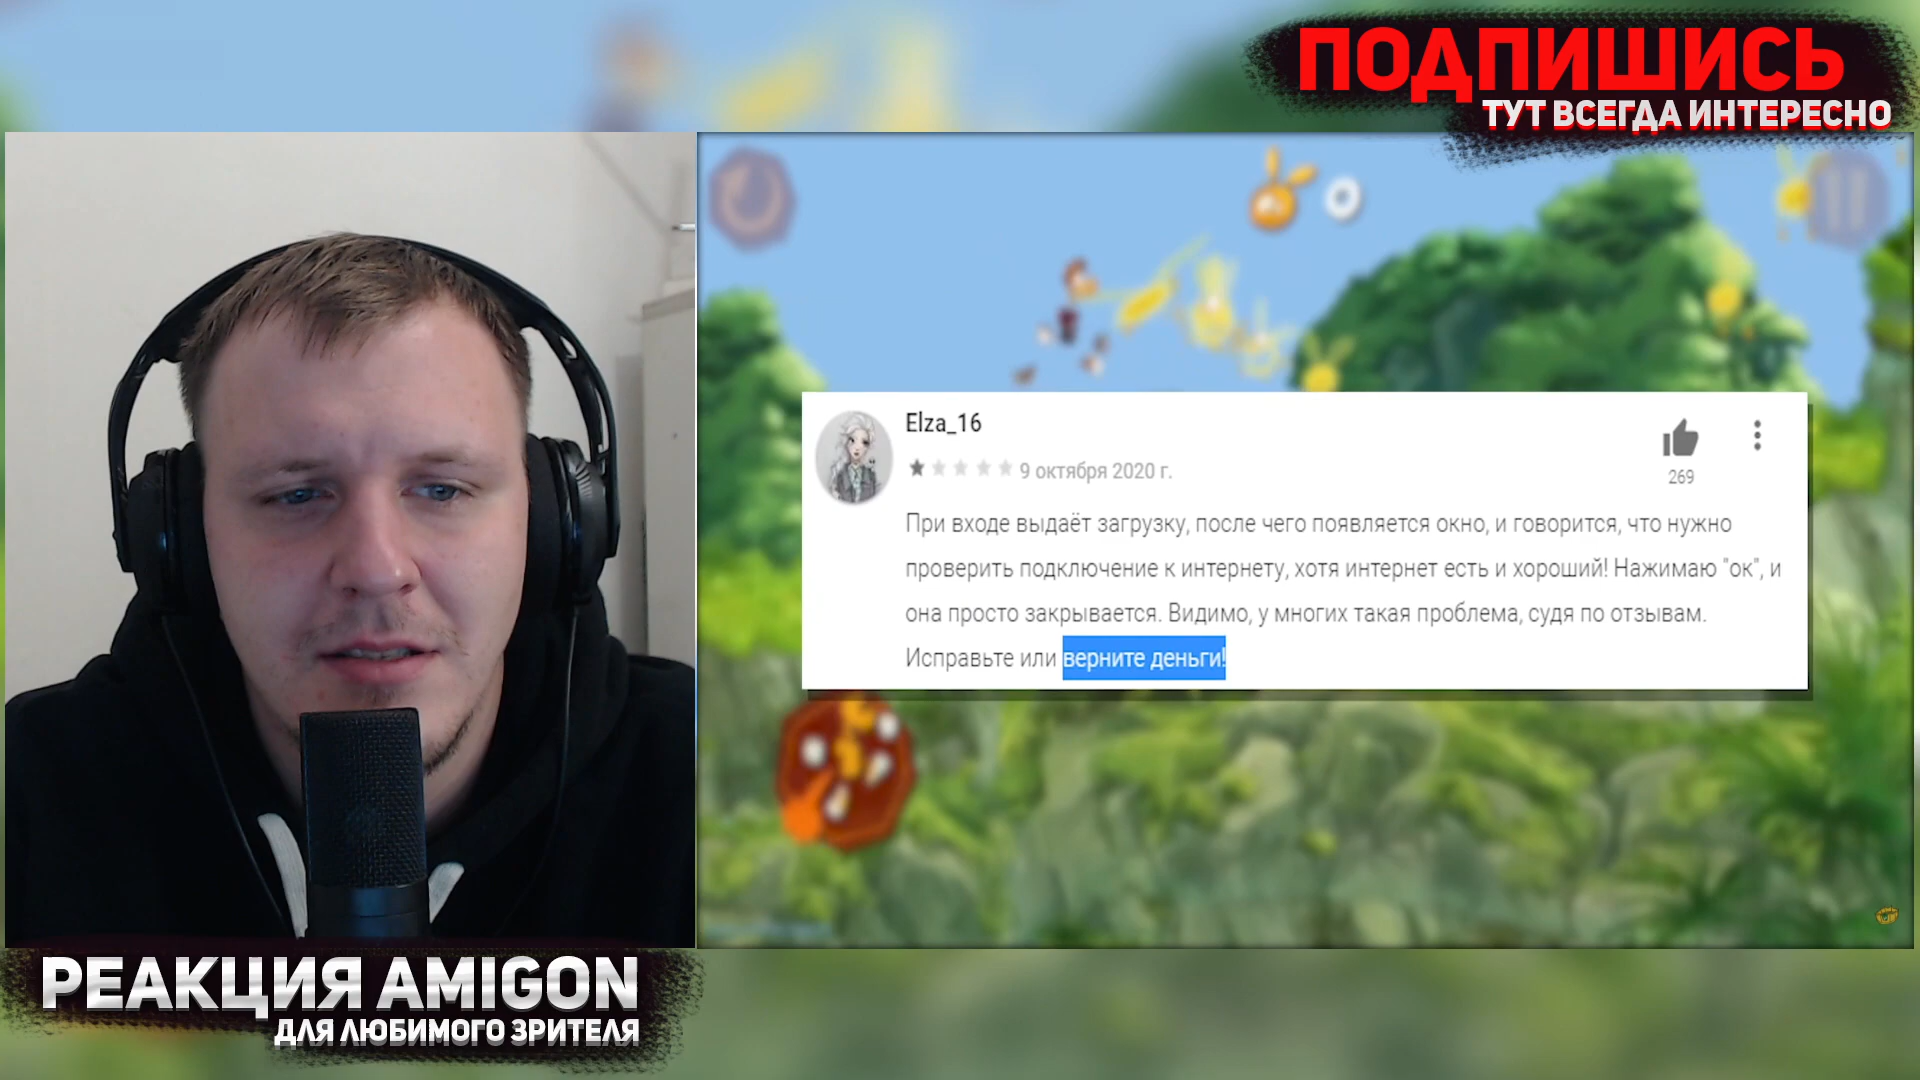 ПОДПИШИСЬ
ТУТ ВСЕГДА ИНТЕРЕСНО
0
Elza_16
9 октября 2020 г.
269
При входе выдаёт загрузку, после чего появляется окно, и говорится, что нужно
проверить подключение к интернету, хотя интернет есть и хороший! Нажимаю "ок", и
она просто закрывается. Видимо, у многих такая проблема, судя по отзывам.
Исправьте или верните деньги!
РЕАКЦИЯ AMIGON
ДЛЯ ЛЮБИМОГО ЗРИТЕЛЯ